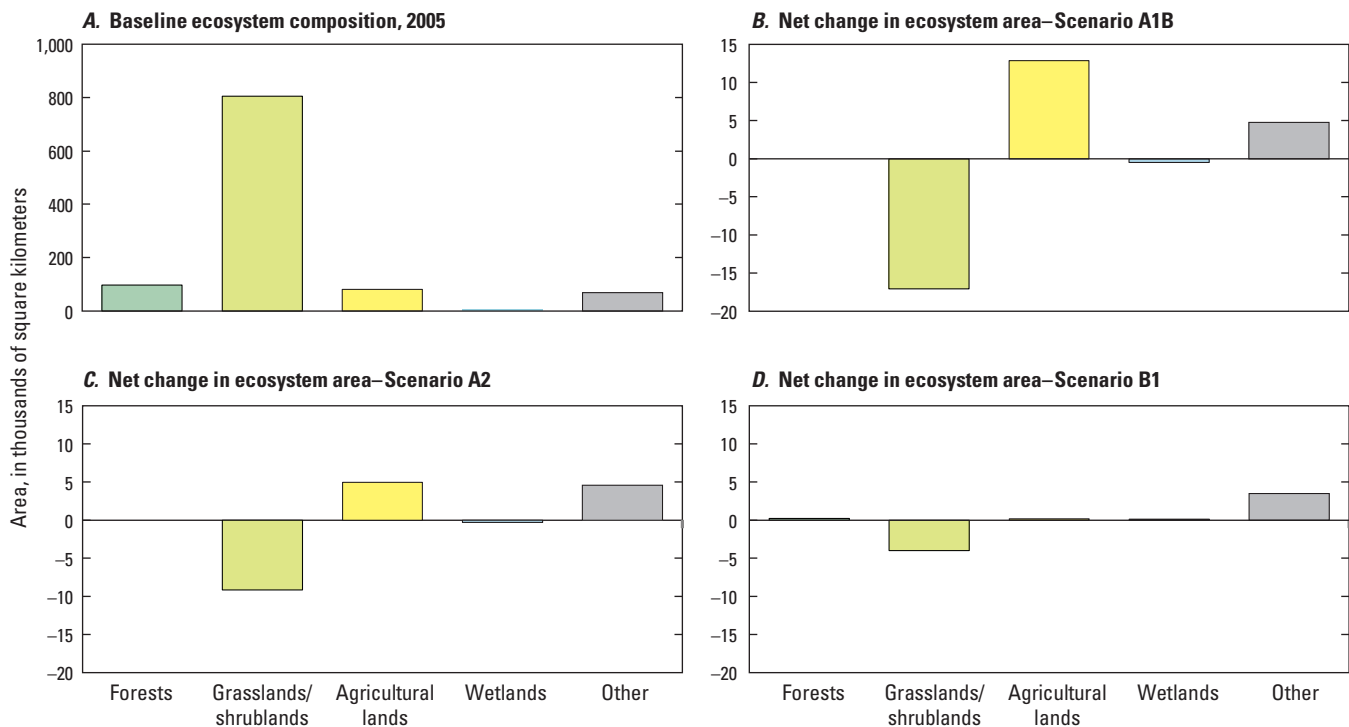 A. Baseline ecosystem composition, 2005
1,000
800
600
400
200
0
B. Net change in ecosystem area–Scenario A1B
15
10
5
0
–5
–10
–15
–20
Area, in thousands of square kilometers
C. Net change in ecosystem area–Scenario A2
15
10
5
0
–5
–10
–15
–20
Forests
Grasslands/
shrublands
Agricultural
lands
Wetlands
Other
D. Net change in ecosystem area–Scenario B1
15
10
5
0
–5
–10
–15
–20
Forests
Grasslands/
shrublands
Agricultural
lands
Wetlands
Other